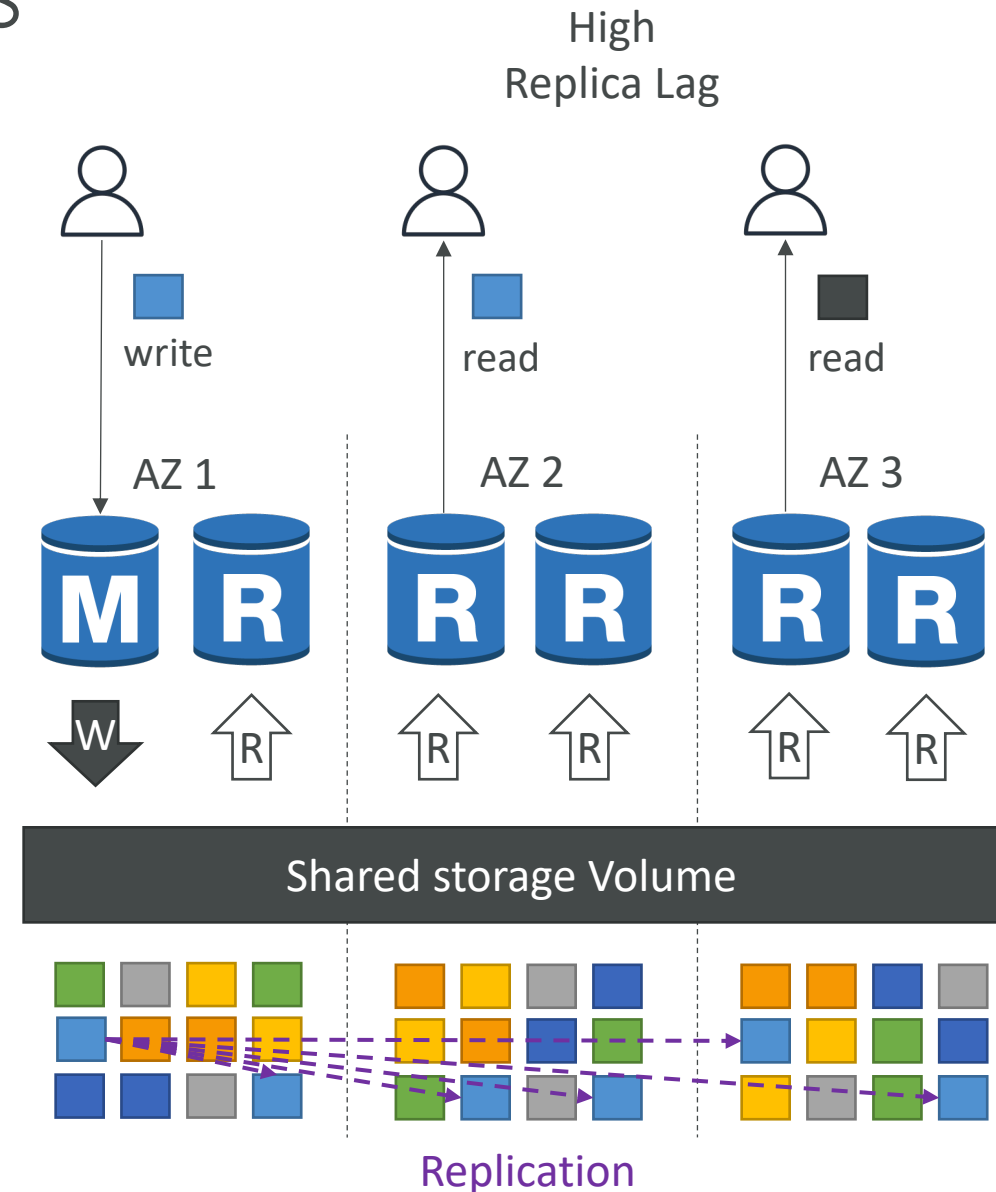 S
High
Replica Lag
write
read
read
AZ 1
AZ 2
AZ 3
M
R
R
R
R
R
W
R
R
R
R
R
Shared storage Volume
Replication